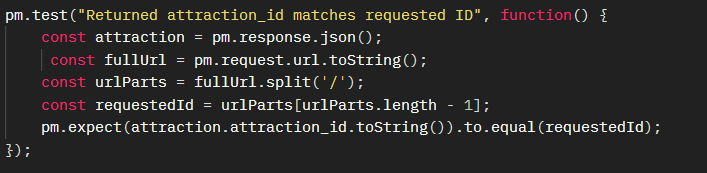 pm.test("Returned attraction_id matches requested ID", function() {
    const attraction = pm.response.json();
     const fullUrl = pm.request.url.toString();
    const urlParts = fullUrl.split('/');
    const requestedId = urlParts[urlParts.length - 1];
    pm.expect(attraction.attraction_id.toString()).to.equal(requestedId);
});